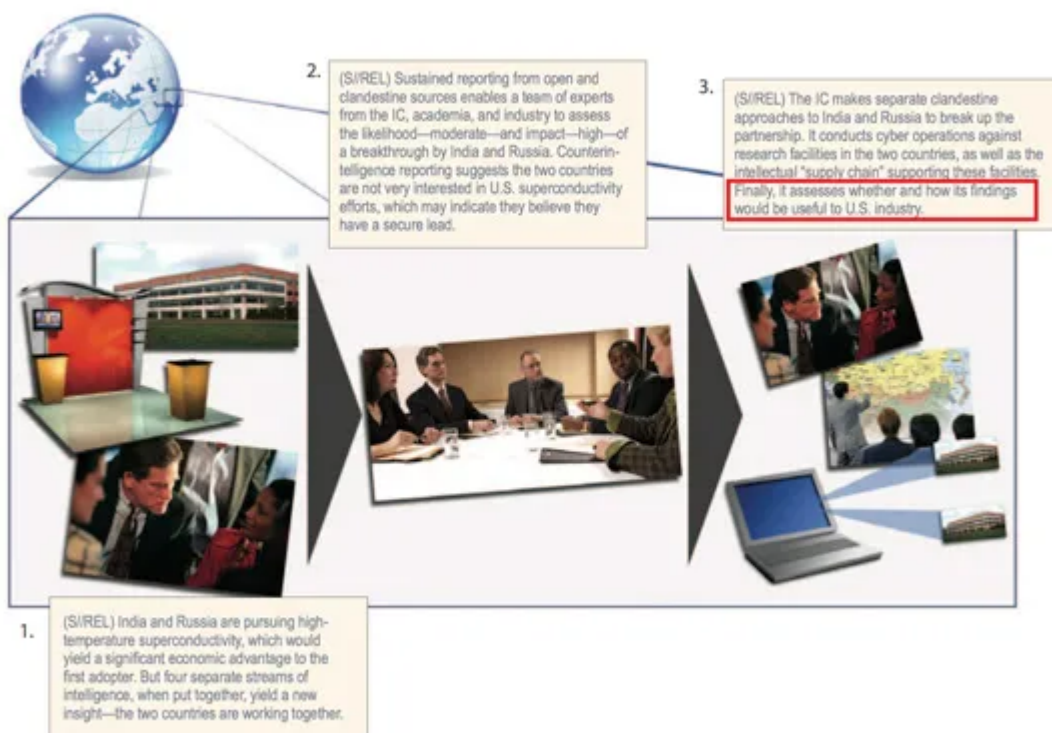 1.
(S//REL) India and Russia are pursuing high-
temperature superconductivity, which would
yield a significant economic advantage to the
first adopter. But four separate streams of
intelligence, when put together, yield a new
insight—the two countries are working together.
2.
(S//REL) Sustained reporting from open and
clandestine sources enables a team of experts
from the IC, academia, and industry to assess
the likelihood—moderate—and impact—high—of
a breakthrough by India and Russia. Counterin-
telligence reporting suggests the two countries
are not very interested in U.S. superconductivity
efforts, which may indicate they believe they
have a secure lead.
3.
(S//REL) The IC makes separate clandestine
approaches to India and Russia to break up the
partnership. It conducts cyber operations against
research facilities in the two countries, as well as the
intellectual "supply chain" supporting these facilities.
Finally, it assesses whether and how its findings
would be useful to U.S. industry.